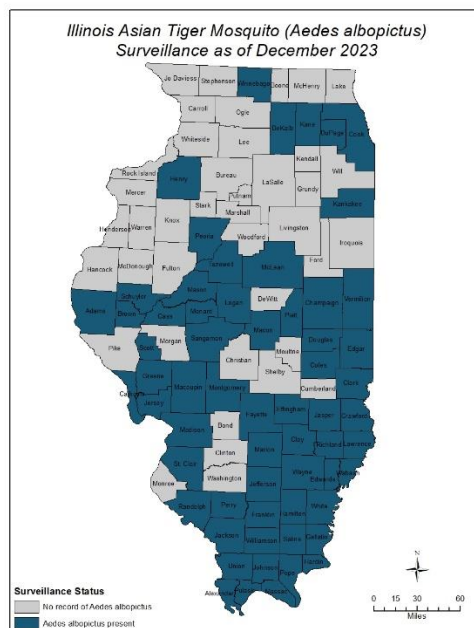 Illinois Asian Tiger Mosquito (Aedes albopictus)
Surveillance as of December 2023
Jo Daviess
Stephenson
Winnebago
Boone
McHenry
Lake
Carroll
Ogle
DeKalb
Kane
DuPage
Cook
Whiteside
Lee
Kendall
Will
Rock Island
Henry
Bureau
LaSalle
Grundy
Mercer
Putnam
Kankakee
Stark
Marshall
Livingston
Henderson
Warren
Knox
Peoria
Woodford
Iroquois
Ford
Hancock
McDonough
Fulton
Tazewell
McLean
Mason
Schuyler
Logan
DeWitt
Champaign
Vermilion
Adams
Brown
Cass
Menard
Piatt
Macon
Sangamon
Morgan
Scott
Pike
Douglas
Edgar
Moultrie
Christian
Coles
Shelby
Greene
Macoupin
Montgomery
Cumberland
Clark
Calhoun
Jersey
Fayette
Effingham
Jasper
Crawford
Madison
Bond
Clay
Richland
Lawrence
Marion
Clinton
St. Clair
Wayne
Edwards
Wabash
Washington
Jefferson
Monroe
Randolph
Perry
Hamilton
White
Franklin
Jackson
Williamson
Saline
Gallatin
Union
Johnson
Pope
Hardin
Alexander
Pulaski
Massac
N
Surveillance Status
No record of Aedes albopictus
Aedes albopictus present
0 15 30 60
Miles